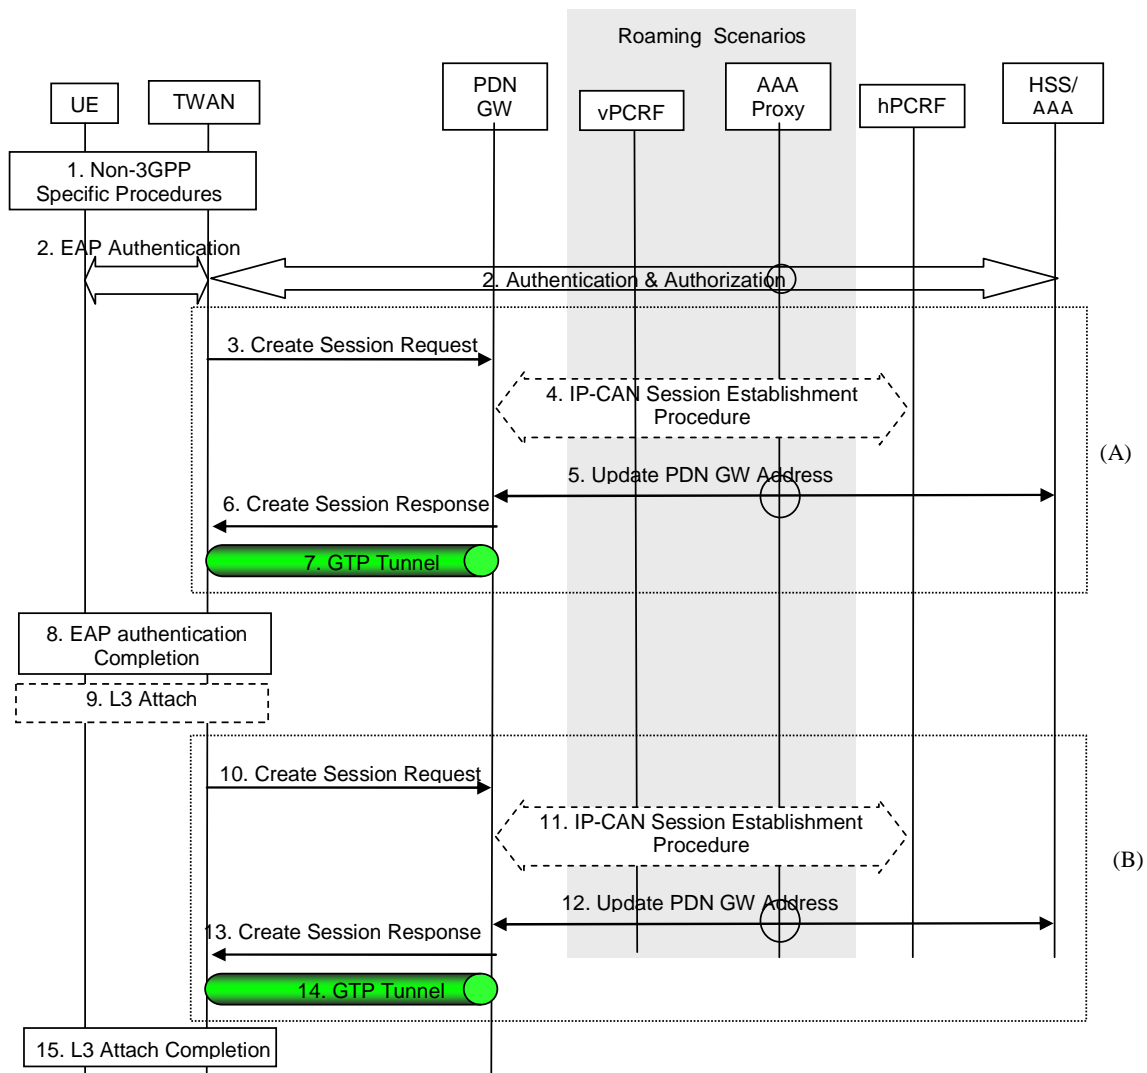 Roaming Scenarios
UE
TWAN
PDN
GW
vPCRF
AAA
Proxy
hPCRF
HSS/
AAA
1. Non-3GPP
Specific Procedures
2. EAP Authentication
2. Authentication & Authorization
3. Create Session Request
4. IP-CAN Session Establishment
Procedure
(A)
5. Update PDN GW Address
6. Create Session Response
7. GTP Tunnel
8. EAP authentication
Completion
9. L3 Attach
10. Create Session Request
11. IP-CAN Session Establishment
Procedure
(B)
12. Update PDN GW Address
13. Create Session Response
14. GTP Tunnel
15. L3 Attach Completion